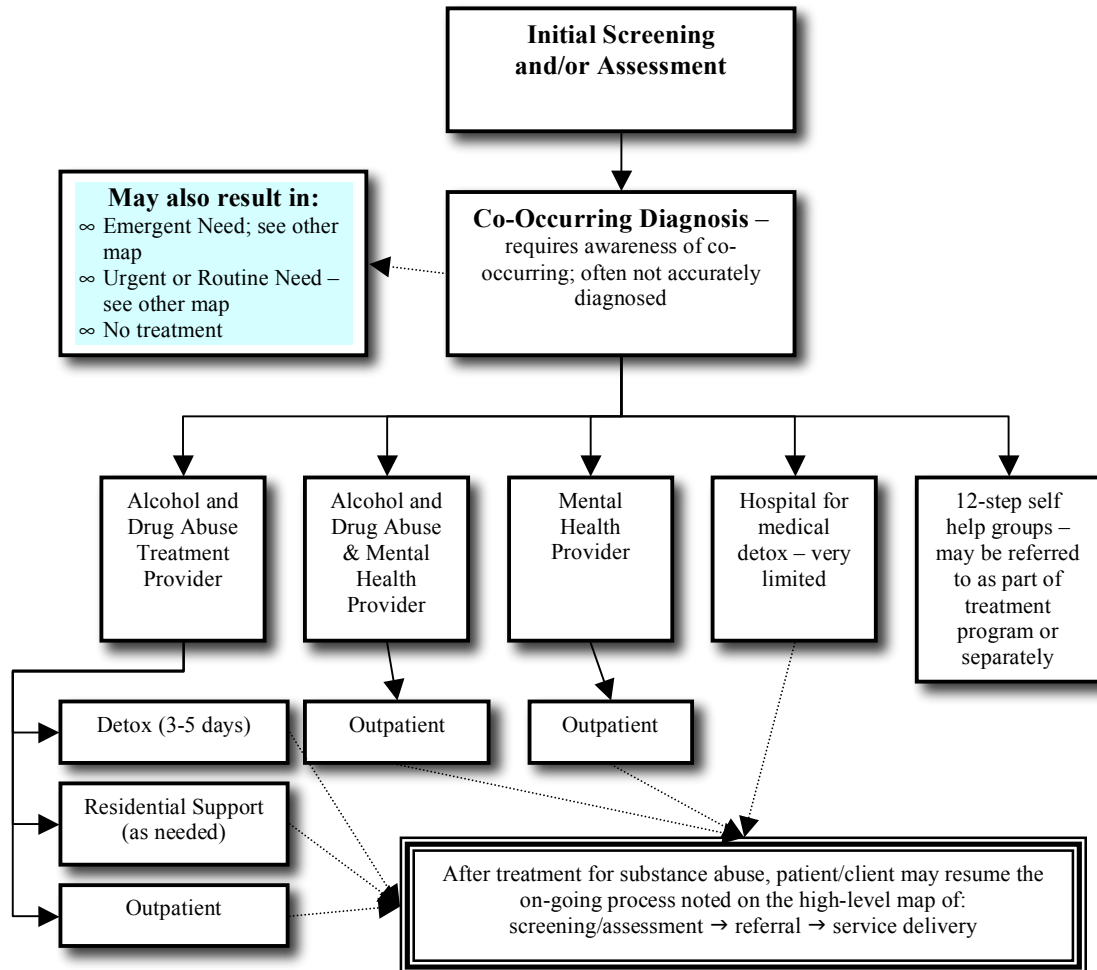 Initial Screening
and/or Assessment
May also result in:
∞ Emergent Need; see other
map
∞ Urgent or Routine Need –
see other map
∞ No treatment
Co-Occurring Diagnosis –
requires awareness of co-
occurring; often not accurately
diagnosed
Alcohol and
Drug Abuse
Treatment
Provider
Alcohol and
Drug Abuse
& Mental
Health
Provider
Mental
Health
Provider
Hospital for
medical
detox – very
limited
12-step self
help groups –
may be referred
to as part of
treatment
program or
separately
Detox (3-5 days)
Outpatient
Outpatient
Residential Support
(as needed)
Outpatient
After treatment for substance abuse, patient/client may resume the
on-going process noted on the high-level map of:
screening/assessment → referral → service delivery